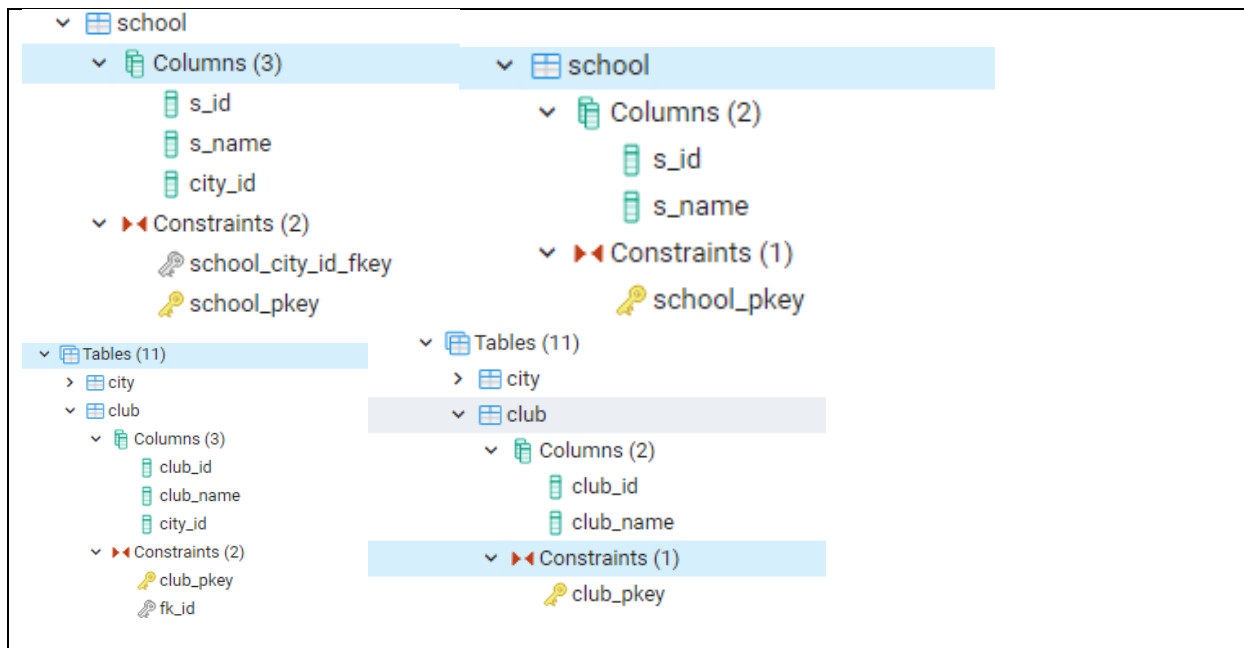 school
Columns (3)
s_id
s_name
city_id
Constraints (2)
school_city_id_fkey
school_pkey
school
Columns (2)
s_id
s_name
Constraints (1)
school_pkey
Tables (11)
city
club
Columns (3)
club_id
club_name
city_id
Constraints (2)
club_pkey
fk_id
Tables (11)
city
club
Columns (2)
club_id
club_name
Constraints (1)
club_pkey